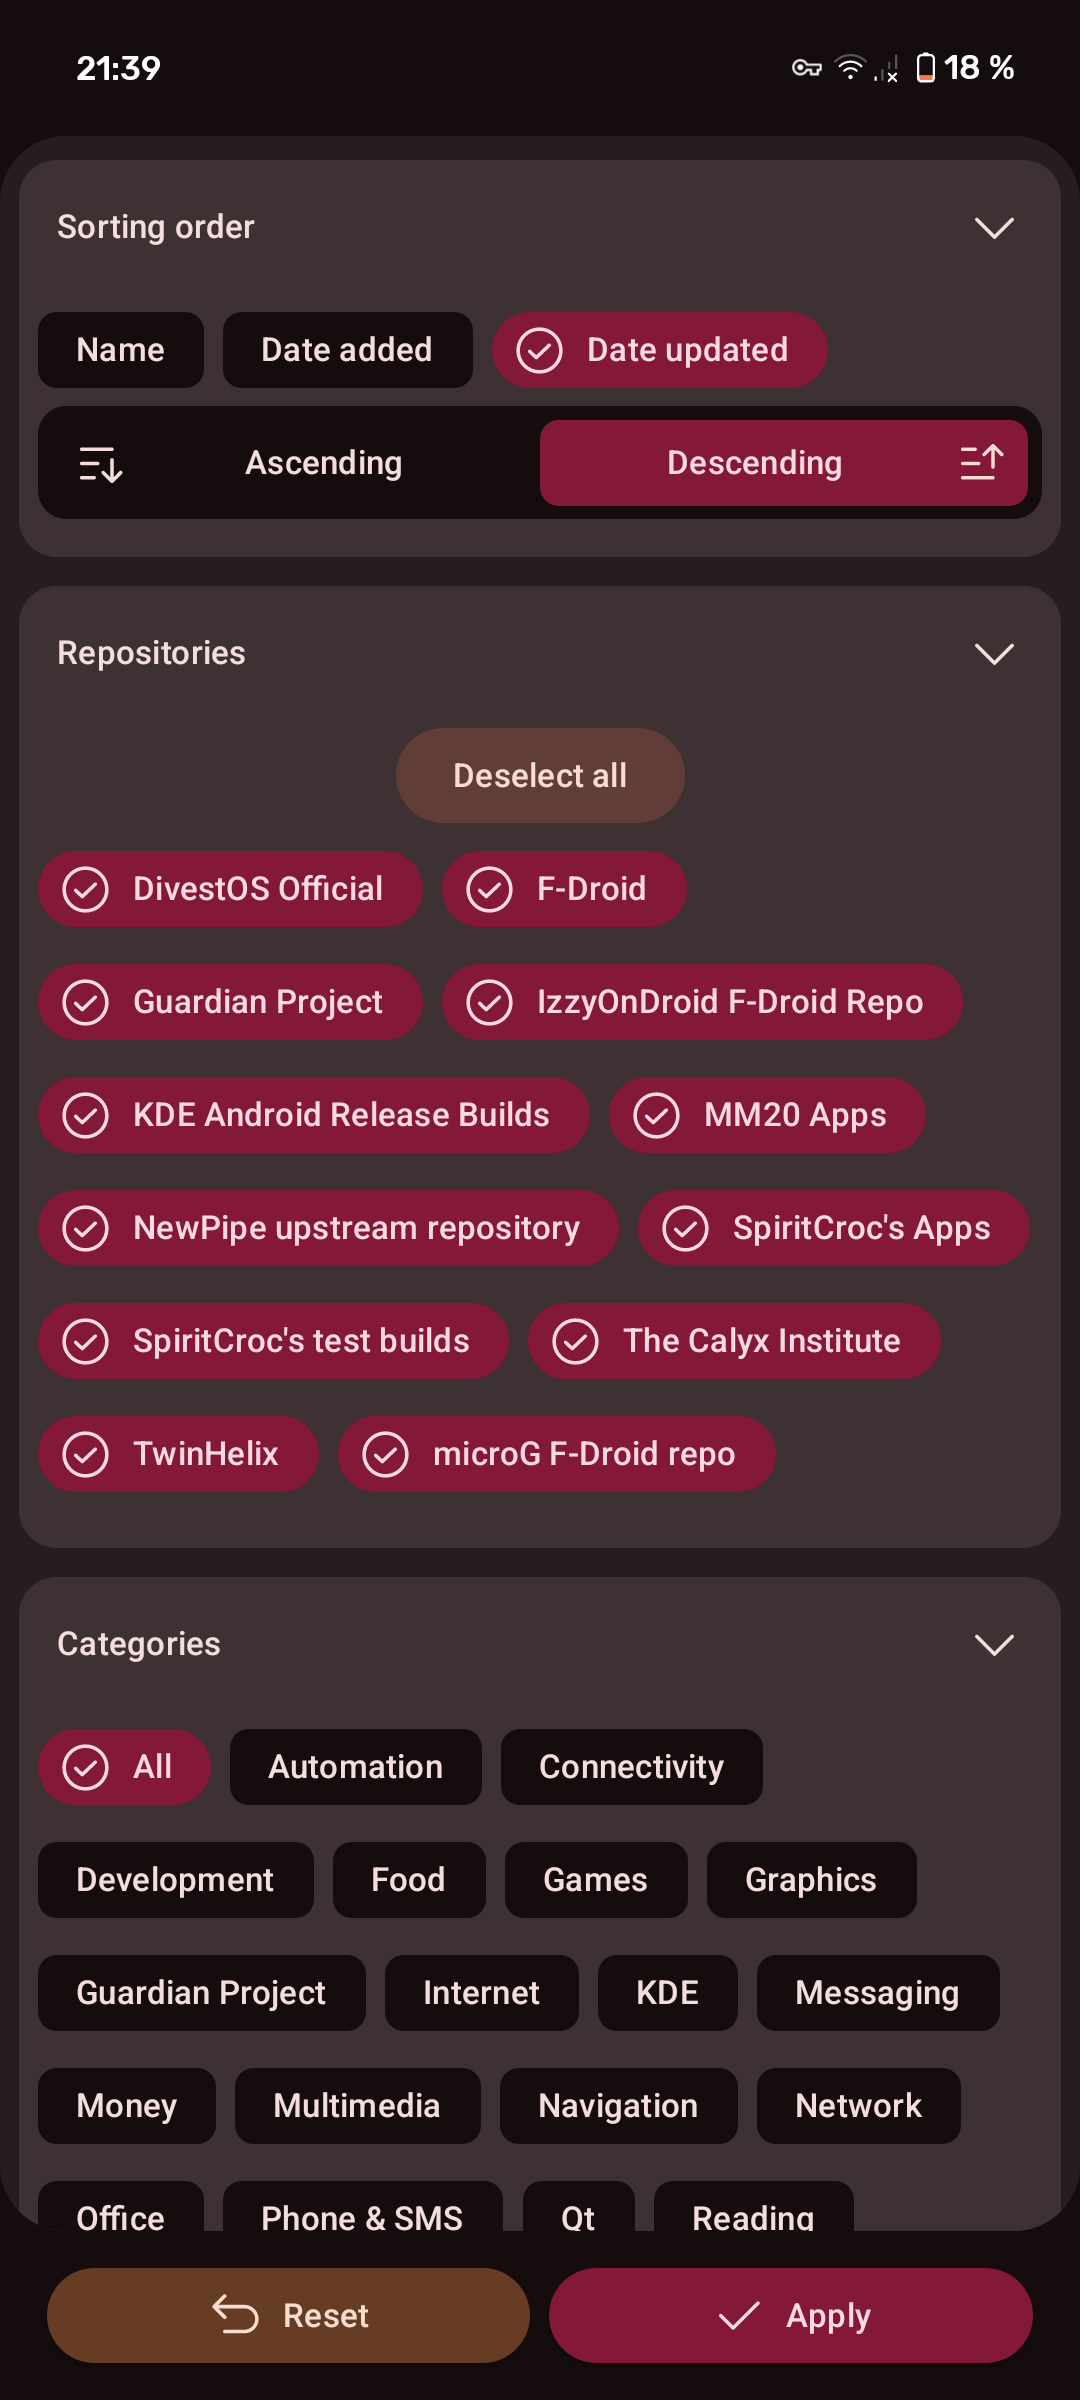 21:39 18 %
Sorting order
Name Date added Date updated
Ascending Descending
Repositories
Deselect all
DivestOS Official F-Droid
Guardian Project IzzyOnDroid F-Droid Repo
KDE Android Release Builds MM20 Apps
NewPipe upstream repository SpiritCroc's Apps
SpiritCroc's test builds The Calyx Institute
TwinHelix microG F-Droid repo
Categories
All Automation Connectivity
Development Food Games Graphics
Guardian Project Internet KDE Messaging
Money Multimedia Navigation Network
Office Phone & SMS Qt Reading
Reset Apply